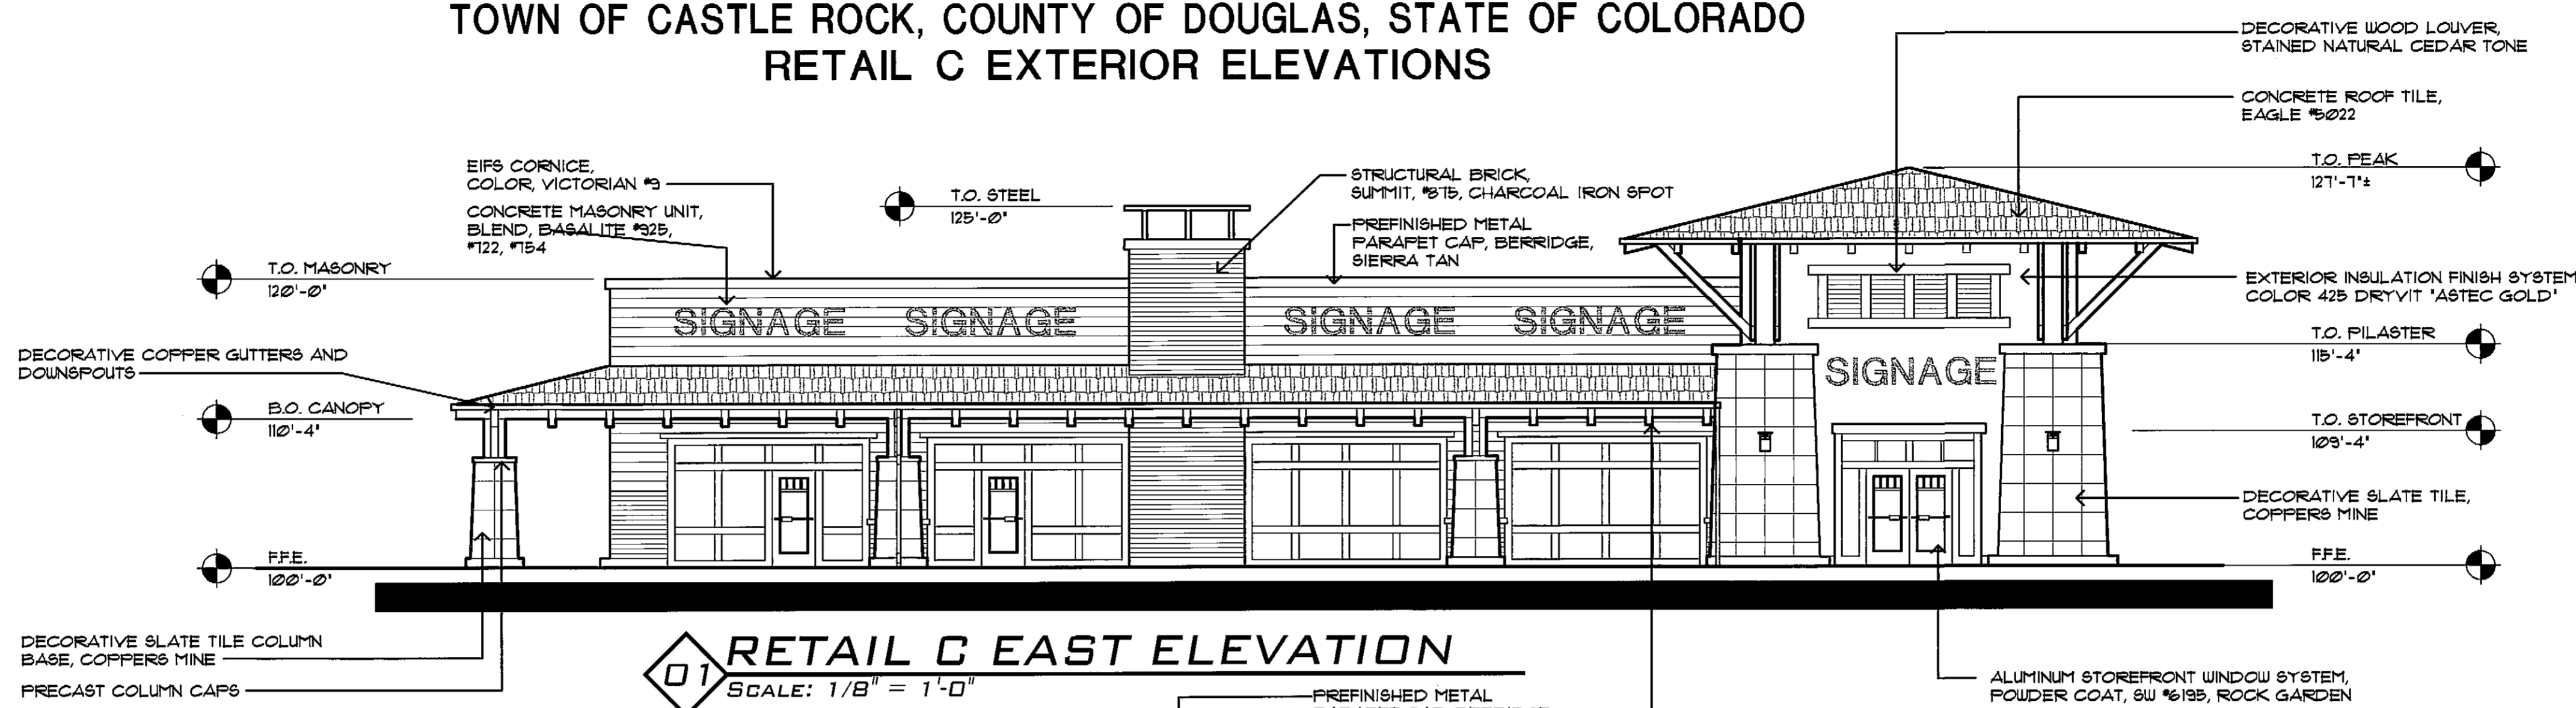 TOWN OF CASTLE ROCK, COUNTY OF DOUGLAS, STATE OF COLORADO
RETAIL C EXTERIOR ELEVATIONS
DECORATIVE WOOD LOUVER,
STAINED NATURAL CEDAR TONE
CONCRETE ROOF TILE,
EAGLE #5022
T.O. PEAK
127'-7"±
EIFS CORNICE,
COLOR, VICTORIAN #9
CONCRETE MASONRY UNIT,
BLEND, BASALITE #925,
#722, #754
T.O. STEEL
125'-0"
STRUCTURAL BRICK,
SUMMIT, #875, CHARCOAL IRON SPOT
PREFINISHED METAL
PARAPET CAP, BERRIDGE,
SIERRA TAN
T.O. MASONRY
120'-0"
EXTERIOR INSULATION FINISH SYSTEM
COLOR 425 DRYVIT "ASTEC GOLD"
SIGNAGE SIGNAGE SIGNAGE SIGNAGE
T.O. PILASTER
115'-4"
DECORATIVE COPPER GUTTERS AND
DOWNSPOUTS
SIGNAGE
B.O. CANOPY
110'-4"
T.O. STOREFRONT
109'-4"
DECORATIVE SLATE TILE,
COPPERS MINE
F.F.E.
100'-0"
F.F.E.
100'-0"
DECORATIVE SLATE TILE COLUMN
BASE, COPPERS MINE
PRECAST COLUMN CAPS
01 RETAIL C EAST ELEVATION
SCALE: 1/8" = 1'-0"
PREFINISHED METAL
ALUMINUM STOREFRONT WINDOW SYSTEM,
POWDER COAT, SW #6195, ROCK GARDEN